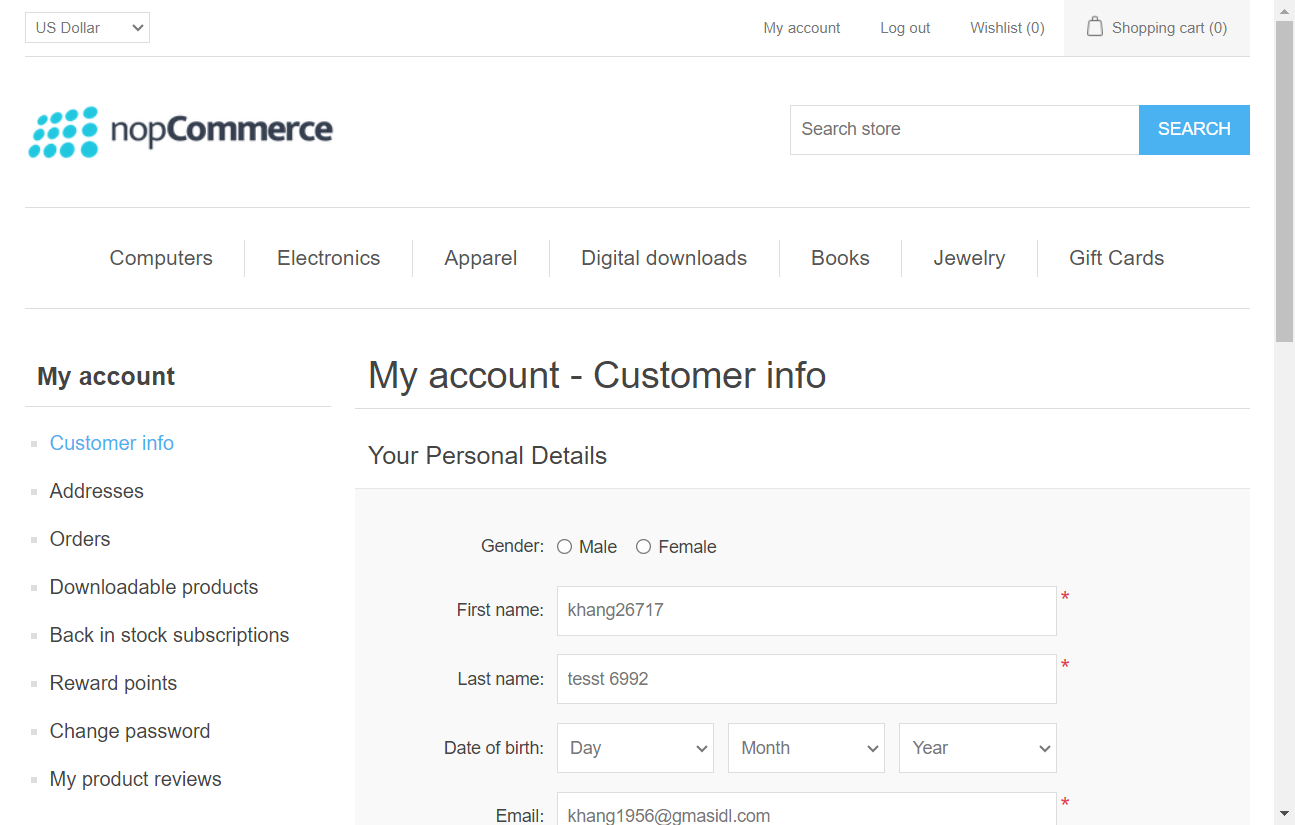 US Dollar
My account
Log out
Wishlist (0)
Shopping cart (0)
nopCommerce
Search store
SEARCH
Computers
Electronics
Apparel
Digital downloads
Books
Jewelry
Gift Cards
My account
Customer info
Addresses
Orders
Downloadable products
Back in stock subscriptions
Reward points
Change password
My product reviews
My account - Customer info
Your Personal Details
Gender: Male Female
First name: khang26717 *
Last name: tesst 6992 *
Date of birth: Day Month Year
Email: khang1956@gmasidl.com *